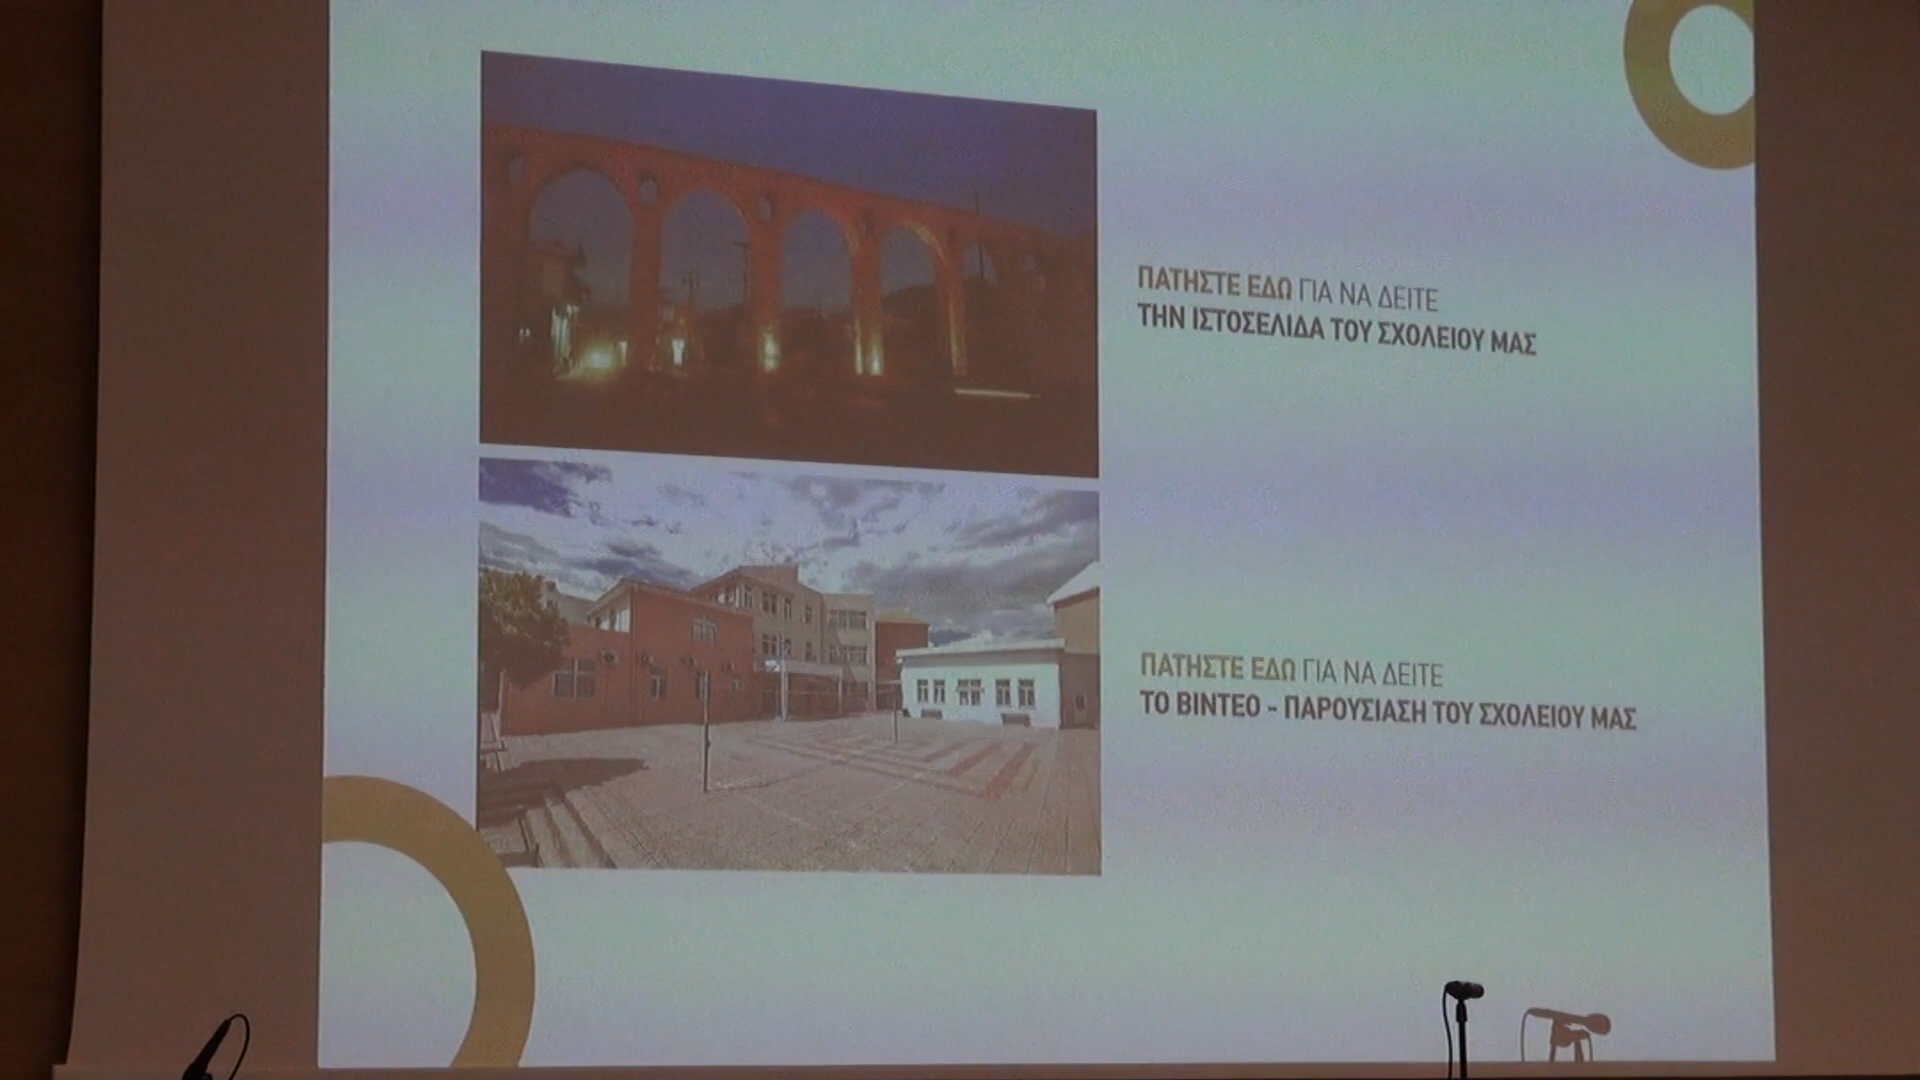 ΠΑΤΗΣΤΕ ΕΔΩ ΓΙΑ ΝΑ ΔΕΙΤΕ
ΤΗΝ ΙΣΤΟΣΕΛΙΔΑ ΤΟΥ ΣΧΟΛΕΙΟΥ ΜΑΣ
ΠΑΤΗΣΤΕ ΕΔΩ ΓΙΑ ΝΑ ΔΕΙΤΕ
ΤΟ ΒΙΝΤΕΟ - ΠΑΡΟΥΣΙΑΣΗ ΤΟΥ ΣΧΟΛΕΙΟΥ ΜΑΣ